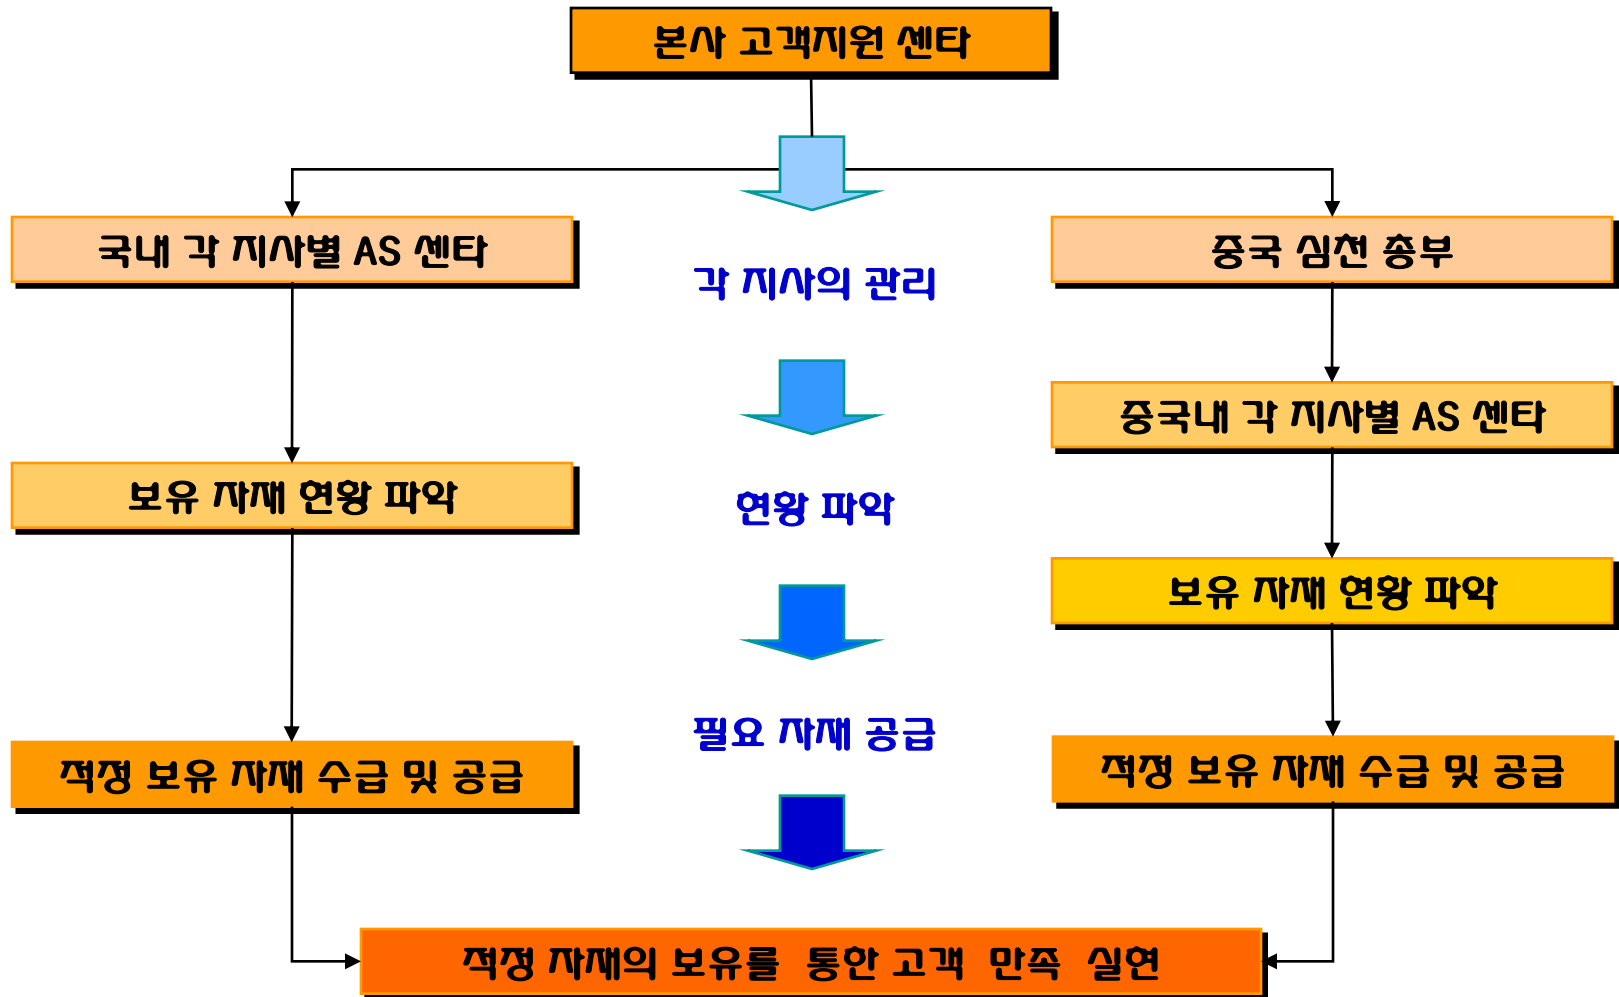 본사 고객지원 센타
국내 각 지사별 AS 센타
중국 심천 총부
각 지사의 관리
중국내 각 지사별 AS 센타
보유 자재 현황 파악
현황 파악
보유 자재 현황 파악
필요 자재 공급
적정 보유 자재 수급 및 공급
적정 보유 자재 수급 및 공급
적정 자재의 보유를 통한 고객 만족 실현